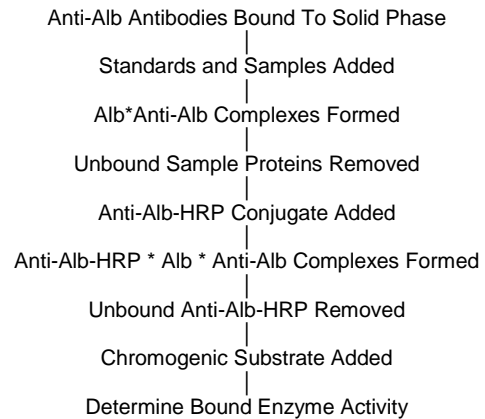 Anti-Alb Antibodies Bound To Solid Phase
Standards and Samples Added
Alb*Anti-Alb Complexes Formed
Unbound Sample Proteins Removed
Anti-Alb-HRP Conjugate Added
Anti-Alb-HRP * Alb * Anti-Alb Complexes Formed
Unbound Anti-Alb-HRP Removed
Chromogenic Substrate Added
Determine Bound Enzyme Activity